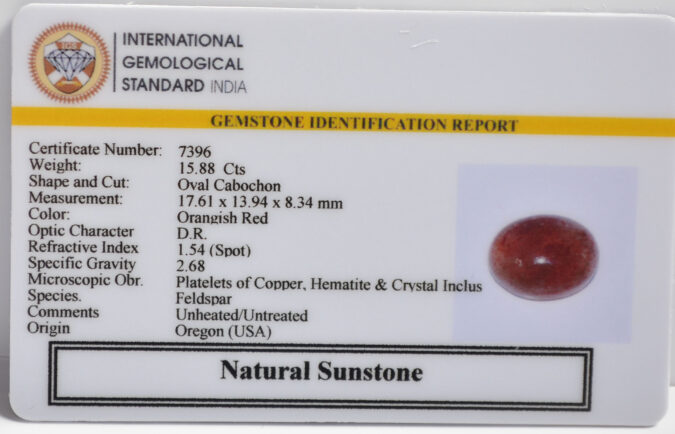 IGS
INTERNATIONAL
GEMOLOGICAL
STANDARD INDIA
GEMSTONE IDENTIFICATION REPORT
Certificate Number: 7396
Weight: 15.88 Cts
Shape and Cut: Oval Cabochon
Measurement: 17.61 x 13.94 x 8.34 mm
Color: Orangish Red
Optic Character D.R.
Refractive Index 1.54 (Spot)
Specific Gravity 2.68
Microscopic Obr. Platelets of Copper, Hematite & Crystal Inclus
Species. Feldspar
Comments Unheated/Untreated
Origin Oregon (USA)
Natural Sunstone